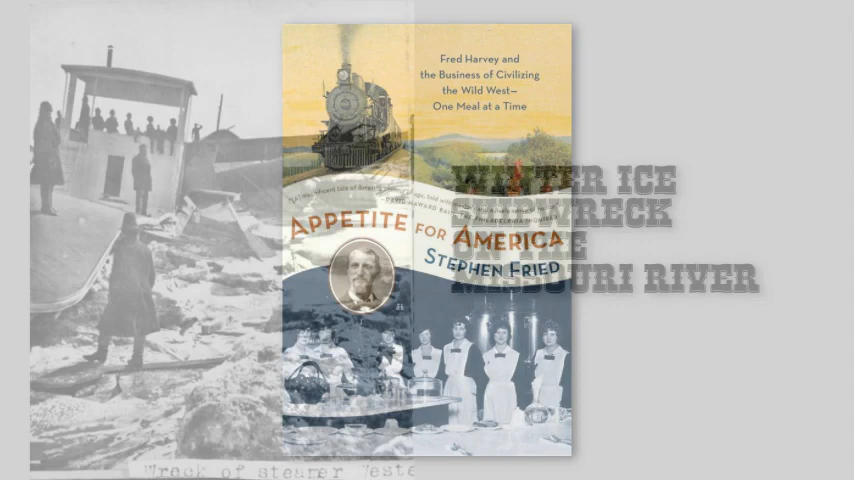 Fred Harvey and
the Business of Civilizing
the Wild West—
One Meal at a Time
APPETITE FOR AMERICA
STEPHEN FRIED
WINTER ICE
SHIPWRECK
ON THE
MISSOURI RIVER
Wreck of steamer Weste